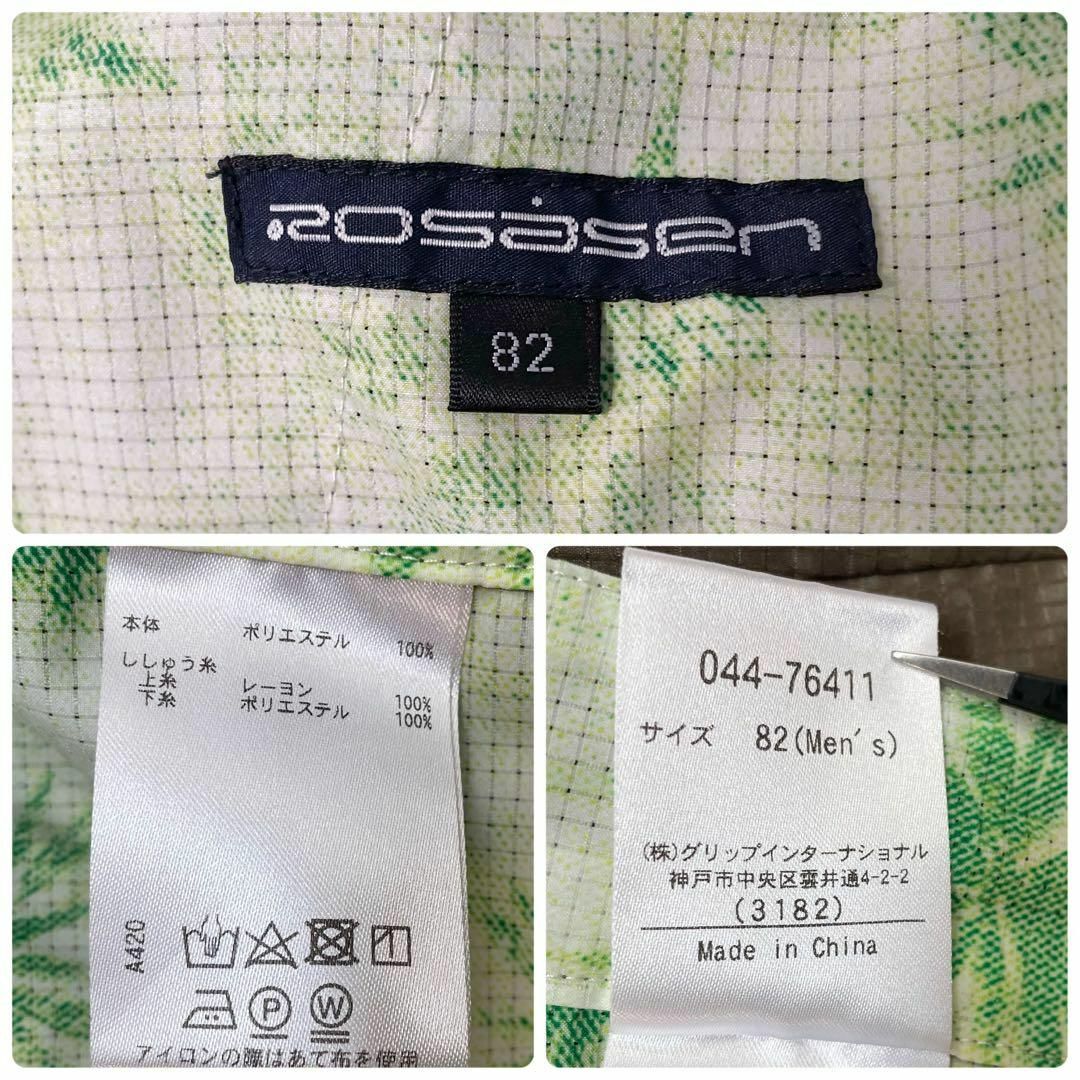 ROSÀSEN
82
本体 ポリエステル 100%
ししゅう糸
上糸 レーヨン 100%
下糸 ポリエステル 100%
A420
P W
アイロンの際はあて布を使用
044-76411
サイズ 82(Men's)
(株)グリップインターナショナル
神戸市中央区雲井通4-2-2
(3182)
Made in China